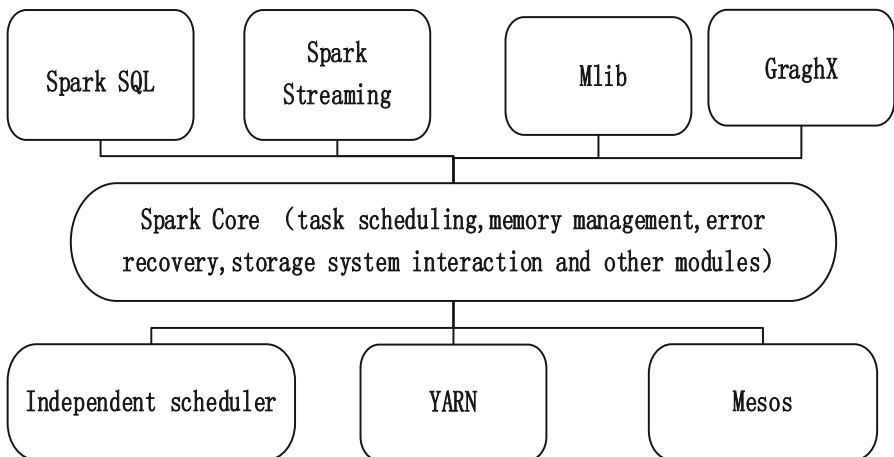 Spark SQL
Spark
Streaming
Mlib
GraghX
Spark Core （task scheduling,memory management,error
recovery,storage system interaction and other modules）
Independent scheduler
YARN
Mesos